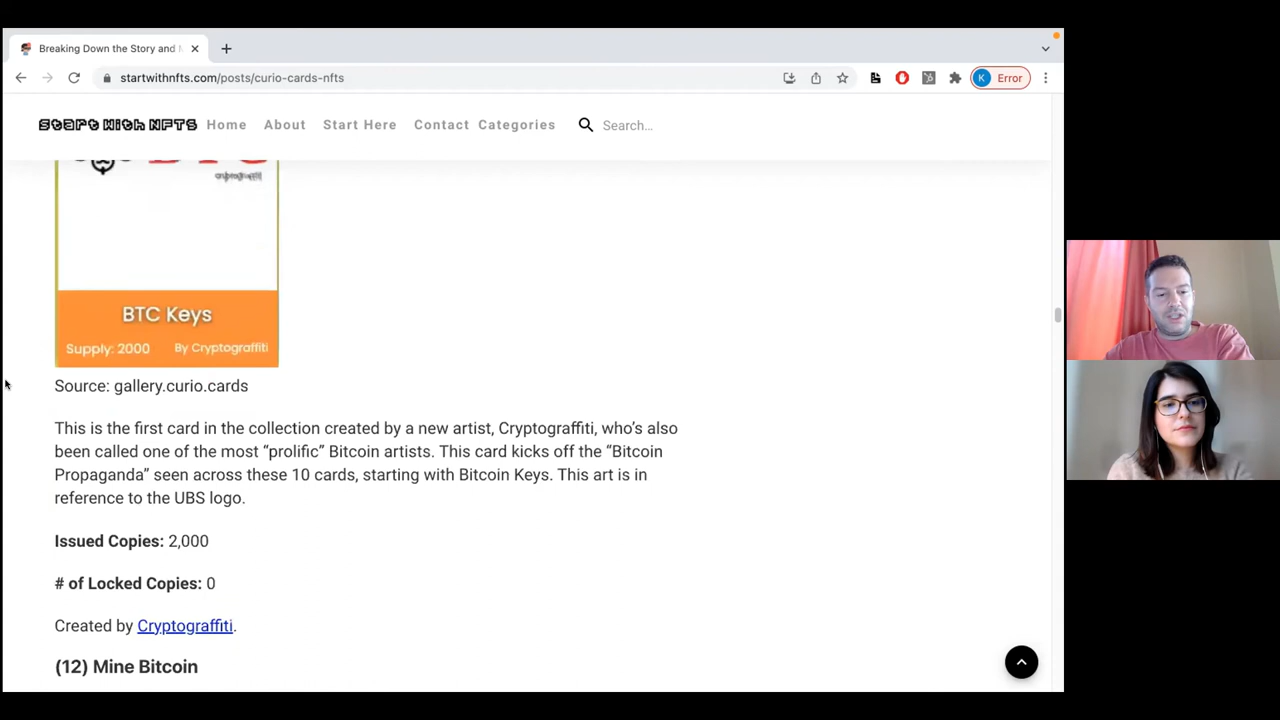 Breaking Down the Story and
startwithnfts.com/posts/curio-cards-nfts
K Error
Start With NFTS Home About Start Here Contact Categories Search...
BTC Keys
Supply: 2000 By Cryptograffiti
Source: gallery.curio.cards
This is the first card in the collection created by a new artist, Cryptograffiti, who’s also
been called one of the most “prolific” Bitcoin artists. This card kicks off the “Bitcoin
Propaganda” seen across these 10 cards, starting with Bitcoin Keys. This art is in
reference to the UBS logo.
Issued Copies: 2,000
# of Locked Copies: 0
Created by Cryptograffiti.
(12) Mine Bitcoin